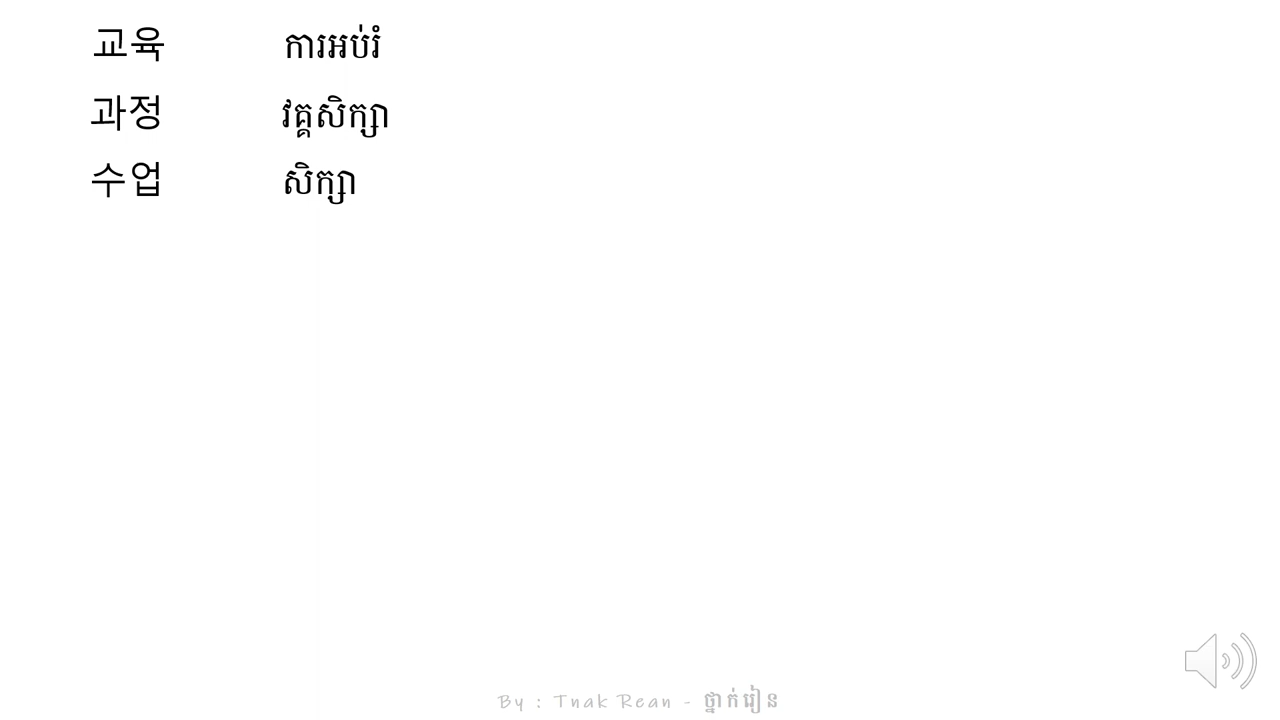 교육 ការអប់រំ
과정 វគ្គសិក្សា
수업 សិក្សា
By : Tnak Rean - ថ្នាក់រៀន